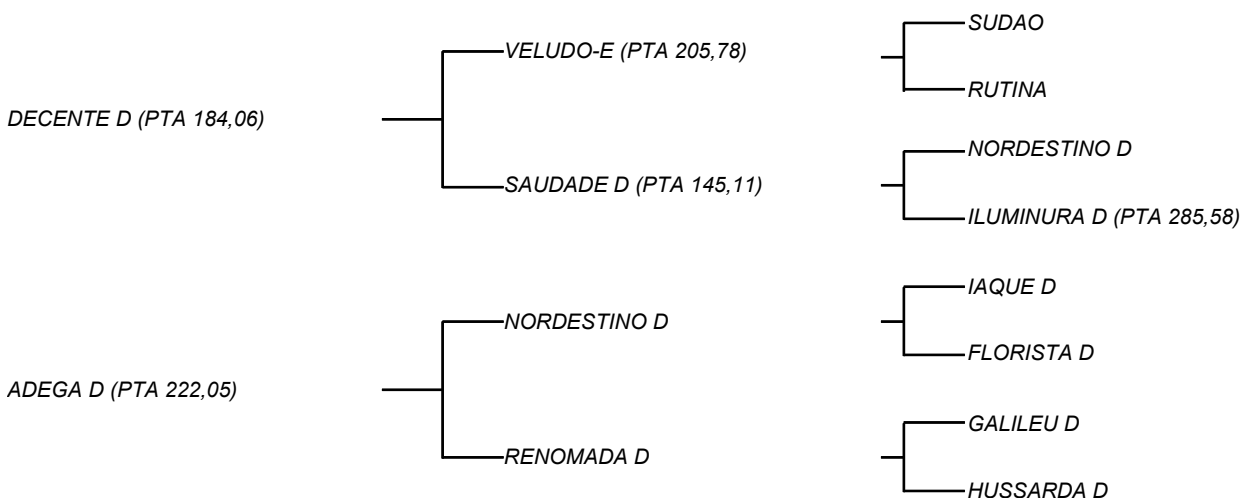 SUDAO
VELUDO-E (PTA 205,78)
RUTINA
DECENTE D (PTA 184,06)
NORDESTINO D
SAUDADE D (PTA 145,11)
ILUMINURA D (PTA 285,58)
IAQUE D
NORDESTINO D
FLORISTA D
ADEGA D (PTA 222,05)
GALILEU D
RENOMADA D
HUSSARDA D